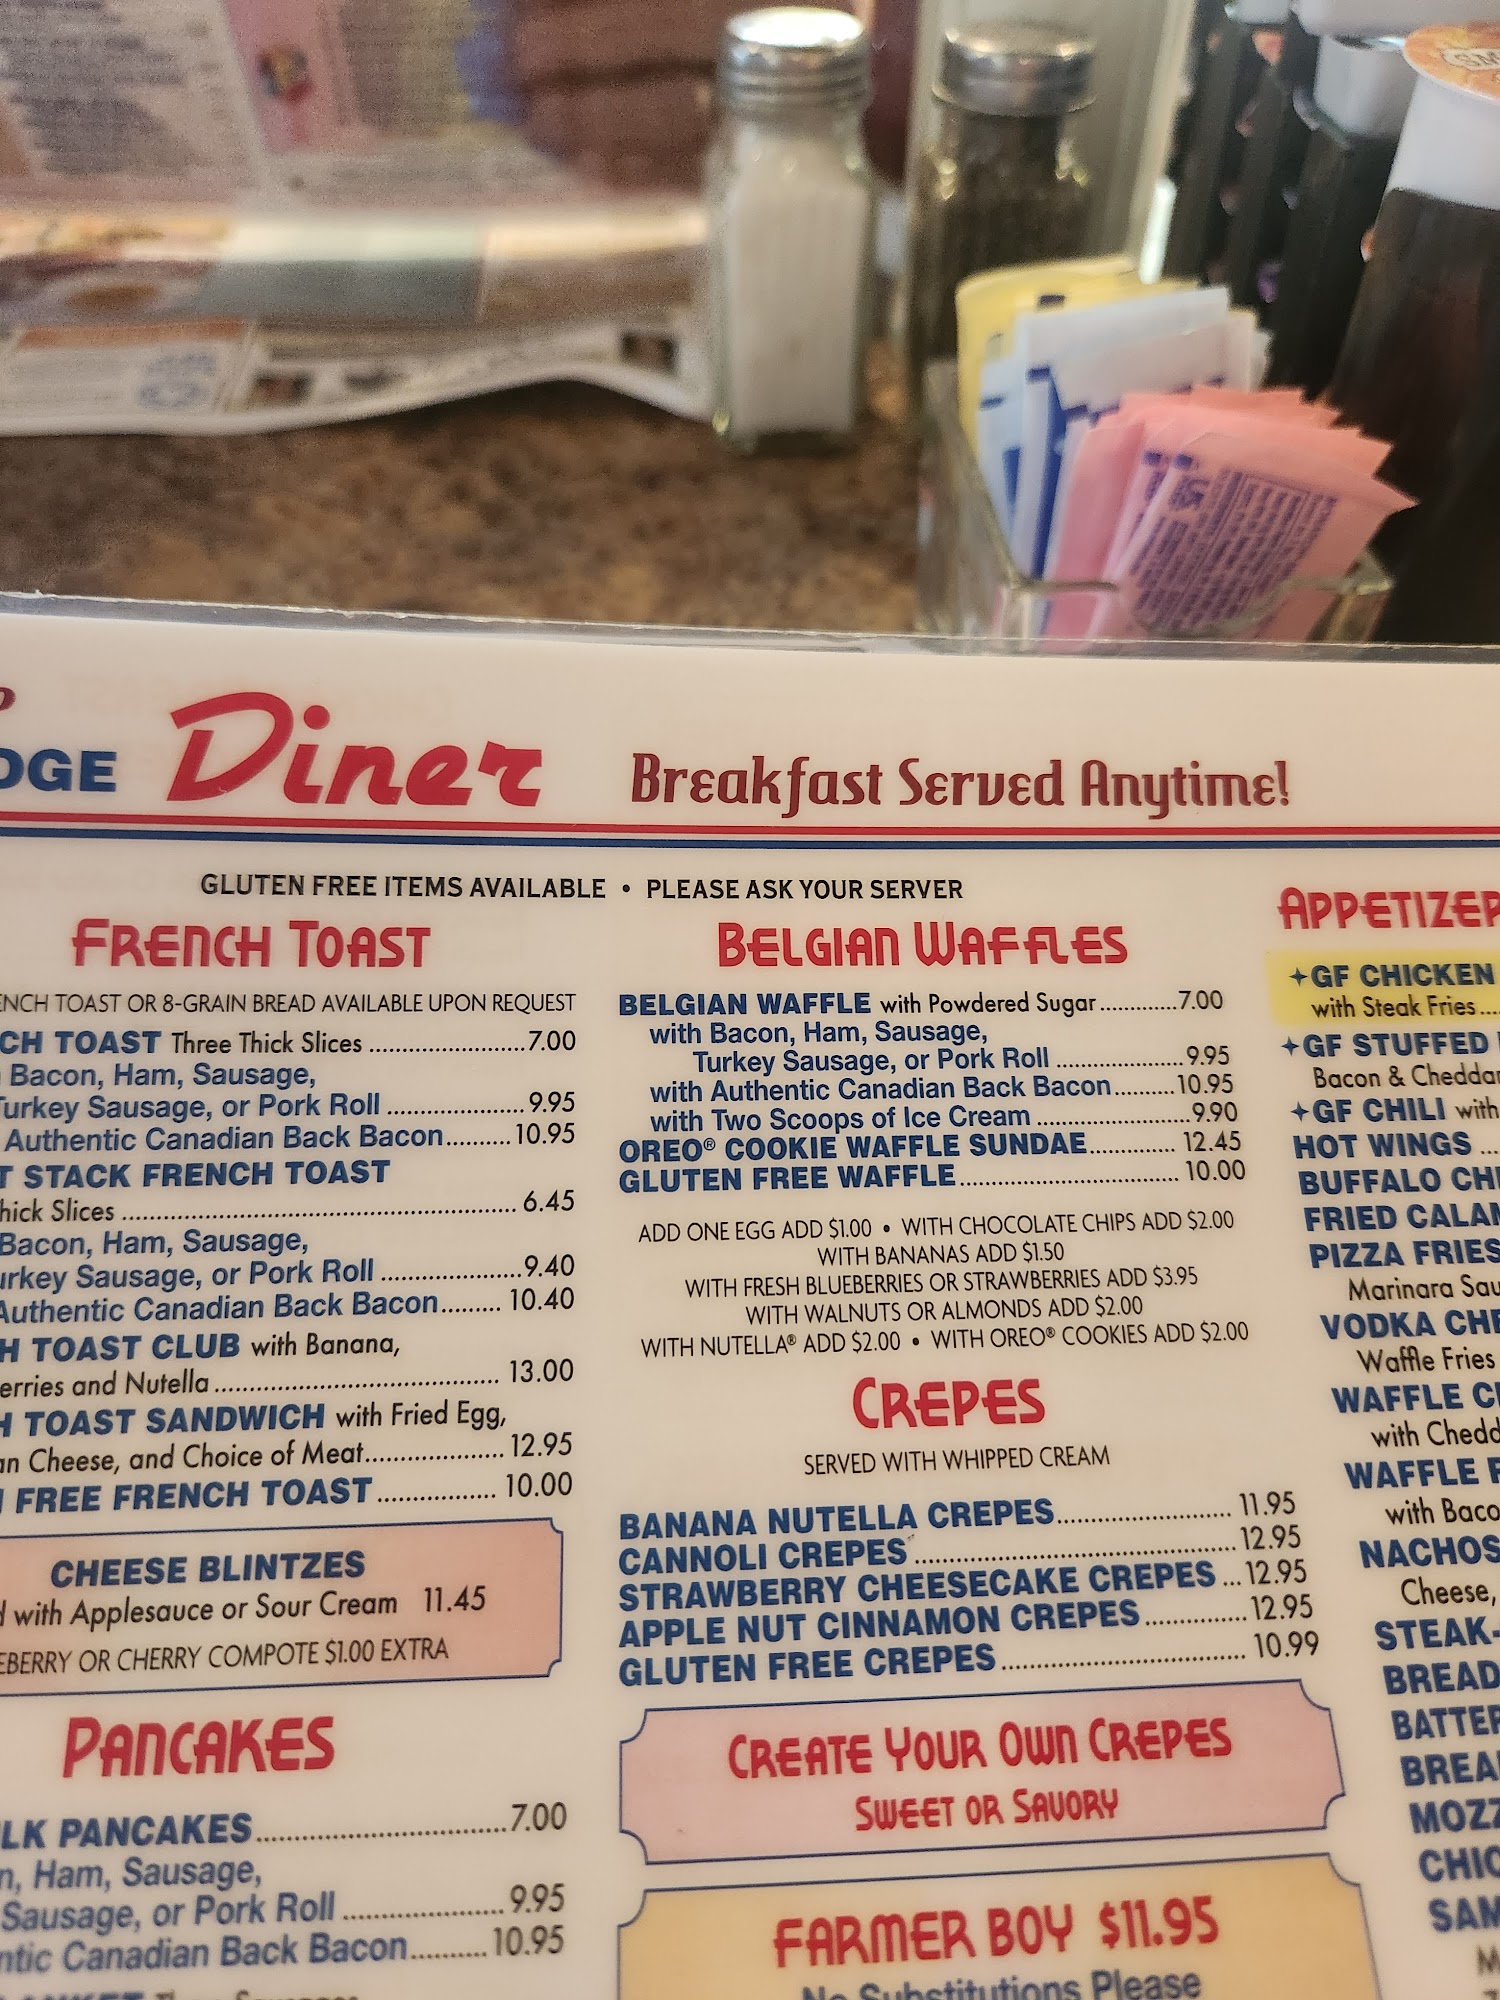 DGE Diner Breakfast Served Anytime!
GLUTEN FREE ITEMS AVAILABLE • PLEASE ASK YOUR SERVER
FRENCH TOAST
ENCH TOAST OR 8-GRAIN BREAD AVAILABLE UPON REQUEST
CH TOAST Three Thick Slices ........ 7.00
Bacon, Ham, Sausage,
Turkey Sausage, or Pork Roll ........ 9.95
Authentic Canadian Back Bacon ........ 10.95
T STACK FRENCH TOAST
hick Slices ........ 6.45
Bacon, Ham, Sausage,
urkey Sausage, or Pork Roll ........ 9.40
Authentic Canadian Back Bacon ........ 10.40
H TOAST CLUB with Banana,
erries and Nutella ........ 13.00
H TOAST SANDWICH with Fried Egg,
an Cheese, and Choice of Meat ........ 12.95
FREE FRENCH TOAST ........ 10.00
CHEESE BLINTZES
d with Applesauce or Sour Cream 11.45
EBERRY OR CHERRY COMPOTE $1.00 EXTRA
PANCAKES
LK PANCAKES ........ 7.00
n, Ham, Sausage,
Sausage, or Pork Roll ........ 9.95
ntic Canadian Back Bacon ........ 10.95
BELGIAN WAFFLES
BELGIAN WAFFLE with Powdered Sugar ........ 7.00
with Bacon, Ham, Sausage,
Turkey Sausage, or Pork Roll ........ 9.95
with Authentic Canadian Back Bacon ........ 10.95
with Two Scoops of Ice Cream ........ 9.90
OREO® COOKIE WAFFLE SUNDAE ........ 12.45
GLUTEN FREE WAFFLE ........ 10.00
ADD ONE EGG ADD $1.00 • WITH CHOCOLATE CHIPS ADD $2.00
WITH BANANAS ADD $1.50
WITH FRESH BLUEBERRIES OR STRAWBERRIES ADD $3.95
WITH WALNUTS OR ALMONDS ADD $2.00
WITH NUTELLA® ADD $2.00 • WITH OREO® COOKIES ADD $2.00
CREPES
SERVED WITH WHIPPED CREAM
BANANA NUTELLA CREPES ........ 11.95
CANNOLI CREPES ........ 12.95
STRAWBERRY CHEESECAKE CREPES ... 12.95
APPLE NUT CINNAMON CREPES ........ 12.95
GLUTEN FREE CREPES ........ 10.99
CREATE YOUR OWN CREPES
SWEET OR SAVORY
FARMER BOY $11.95
No Substitutions Please
APPETIZER
✦GF CHICKEN
with Steak Fries ....
✦GF STUFFED
Bacon & Cheddar
✦GF CHILI with
HOT WINGS ...
BUFFALO CH
FRIED CALAM
PIZZA FRIES
Marinara Sau
VODKA CHE
Waffle Fries
WAFFLE C
with Chedd
WAFFLE F
with Baco
NACHOS
Cheese,
STEAK-
BREAD
BATTER
BREA
MOZZ
CHIC
SAM